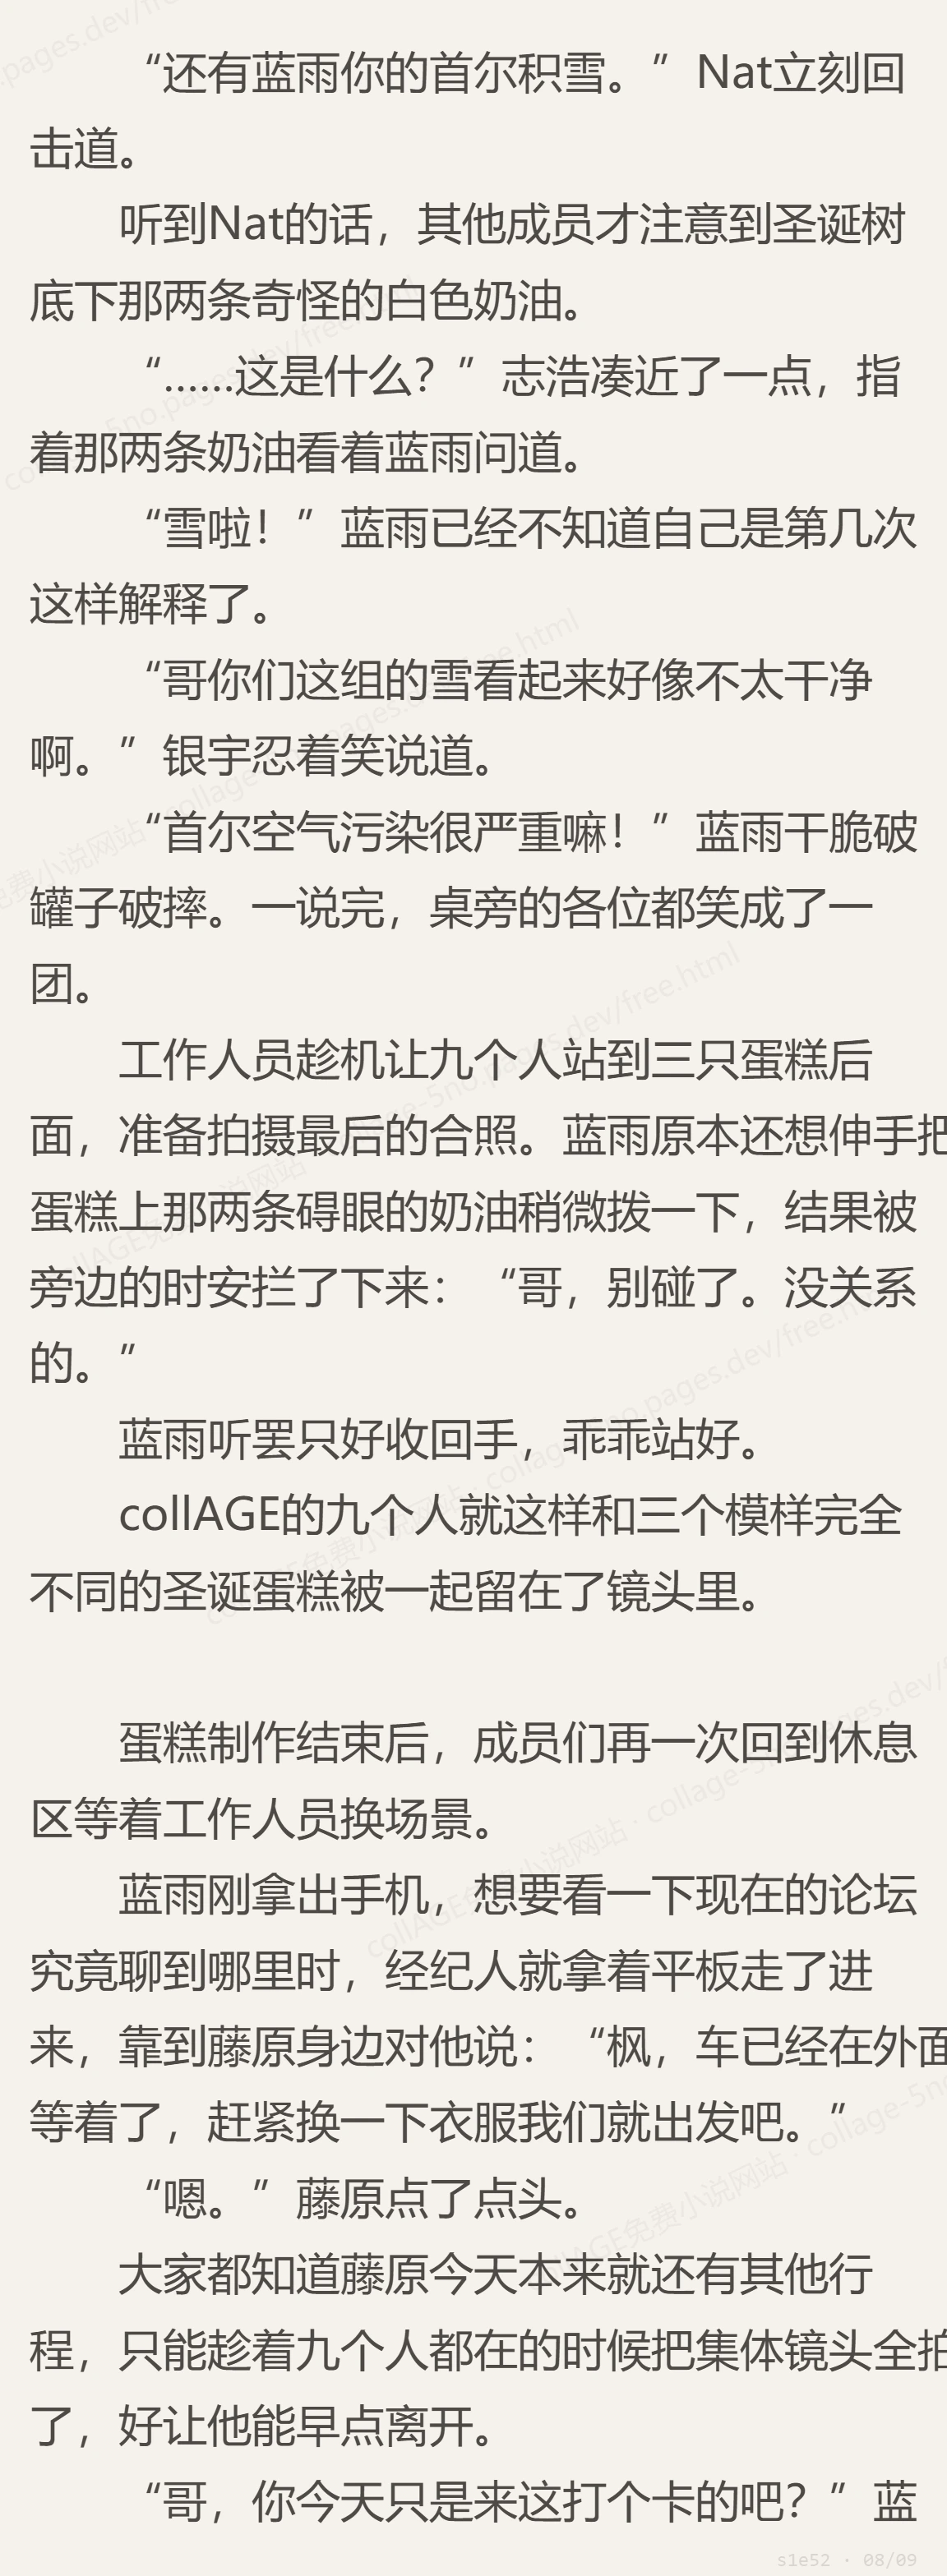 “还有蓝雨你的首尔积雪。” Nat立刻回
击道。
听到Nat的话，其他成员才注意到圣诞树
底下那两条奇怪的白色奶油。
“……这是什么？” 志浩凑近了一点，指
着那两条奶油看着蓝雨问道。
“雪啦！” 蓝雨已经不知道自己是第几次
这样解释了。
“哥你们这组的雪看起来好像不太干净
啊。” 银宇忍着笑说道。
“首尔空气污染很严重嘛！” 蓝雨干脆破
罐子破摔。一说完，桌旁的各位都笑成了一
团。
工作人员趁机让九个人站到三只蛋糕后
面，准备拍摄最后的合照。蓝雨原本还想伸手把
蛋糕上那两条碍眼的奶油稍微拨一下，结果被
旁边的时安拦了下来：“哥，别碰了。没关系
的。”
蓝雨听罢只好收回手，乖乖站好。
collAGE的九个人就这样和三个模样完全
不同的圣诞蛋糕被一起留在了镜头里。
蛋糕制作结束后，成员们再一次回到休息
区等着工作人员换场景。
蓝雨刚拿出手机，想要看一下现在的论坛
究竟聊到哪里时，经纪人就拿着平板走了进
来，靠到藤原身边对他说：“枫，车已经在外面
等着了，赶紧换一下衣服我们就出发吧。”
“嗯。” 藤原点了点头。
大家都知道藤原今天本来就还有其他行
程，只能趁着九个人都在的时候把集体镜头全拍
了，好让他能早点离开。
“哥，你今天只是来这打个卡的吧？” 蓝
s1e52 · 08/09